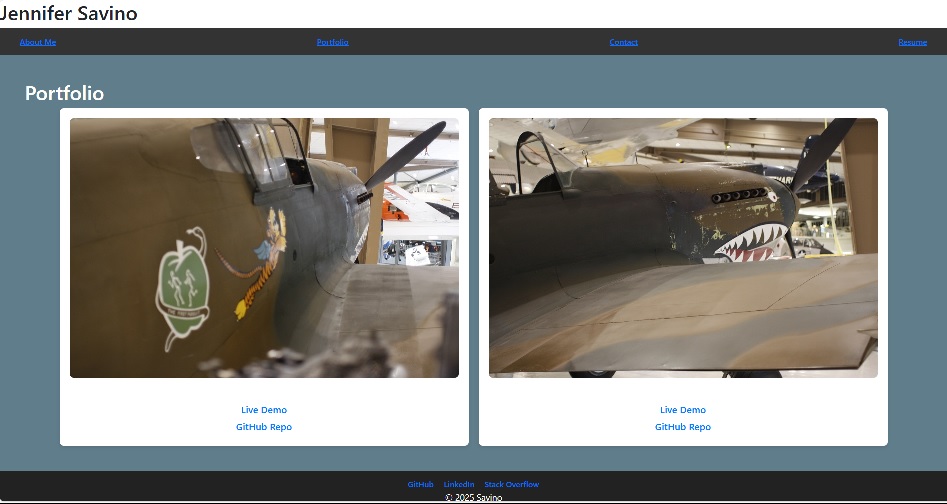 Jennifer Savino
About Me Portfolio Contact Resume
Portfolio
Live Demo Live Demo
GitHub Repo GitHub Repo
GitHub LinkedIn Stack Overflow
© 2025 Savino